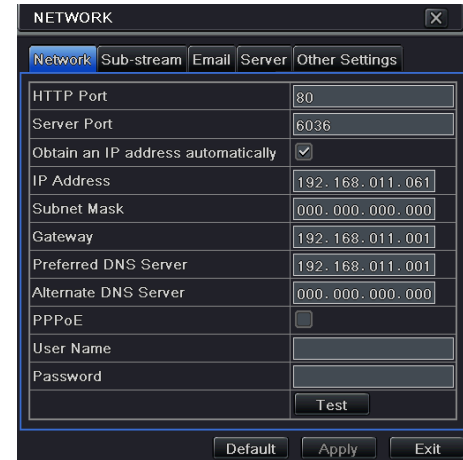 NETWORK
Network Sub-stream Email Server Other Settings
HTTP Port 80
Server Port 6036
Obtain an IP address automatically
IP Address 192.168.011.061
Subnet Mask 000.000.000.000
Gateway 192.168.011.001
Preferred DNS Server 192.168.011.001
Alternate DNS Server 000.000.000.000
PPPoE
User Name
Password
Test
Default Apply Exit